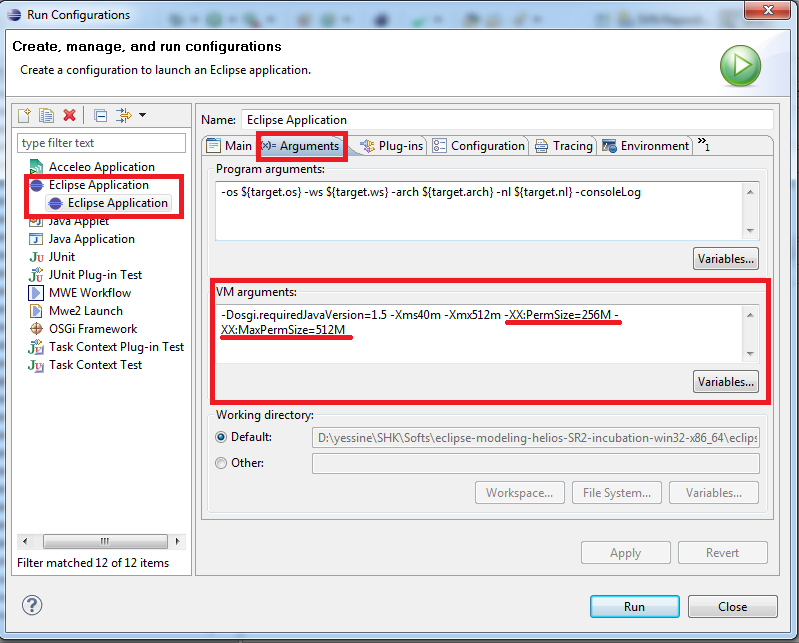 Run Configurations
Create, manage, and run configurations
Create a configuration to launch an Eclipse application.
type filter text
Acceleo Application
Eclipse Application
Eclipse Application
Java Applet
Java Application
JUnit
JUnit Plug-in Test
MWE Workflow
Mwe2 Launch
OSGi Framework
Task Context Plug-in Test
Task Context Test
Filter matched 12 of 12 items
Name: Eclipse Application
Main (x)= Arguments Plug-ins Configuration Tracing Environment »1
Program arguments:
-os ${target.os} -ws ${target.ws} -arch ${target.arch} -nl ${target.nl} -consoleLog
Variables...
VM arguments:
-Dosgi.requiredJavaVersion=1.5 -Xms40m -Xmx512m -XX:PermSize=256M -
XX:MaxPermSize=512M
Variables...
Working directory:
Default: D:\yessine\SHK\Softs\eclipse-modeling-helios-SR2-incubation-win32-x86_64\eclips
Other:
Workspace... File System... Variables...
Apply Revert
? Run Close